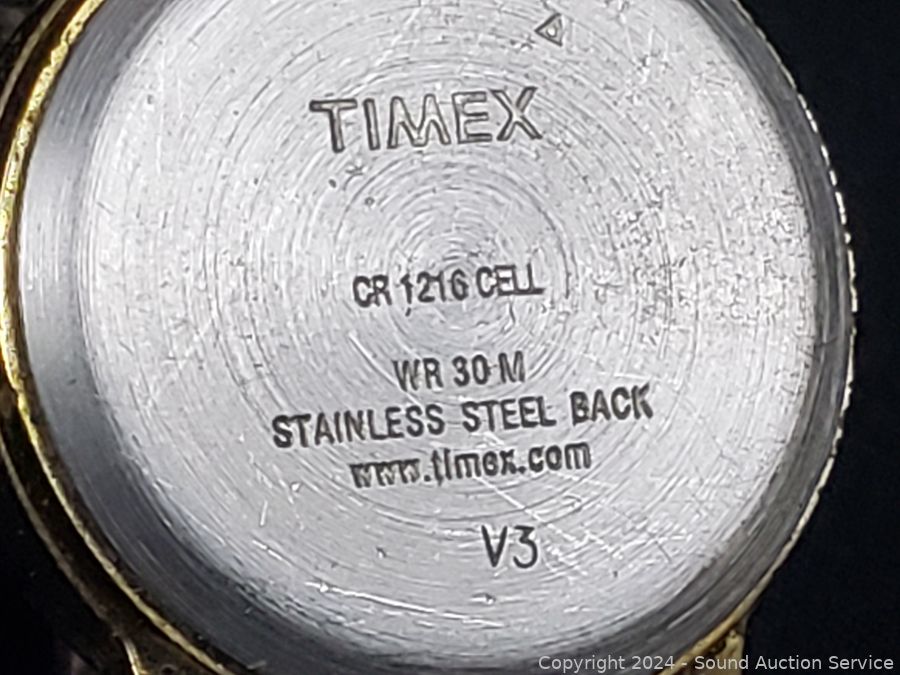 TIMEX
CR 1216 CELL
WR 30 M
STAINLESS STEEL BACK
www.timex.com
V3
Copyright 2024 - Sound Auction Service